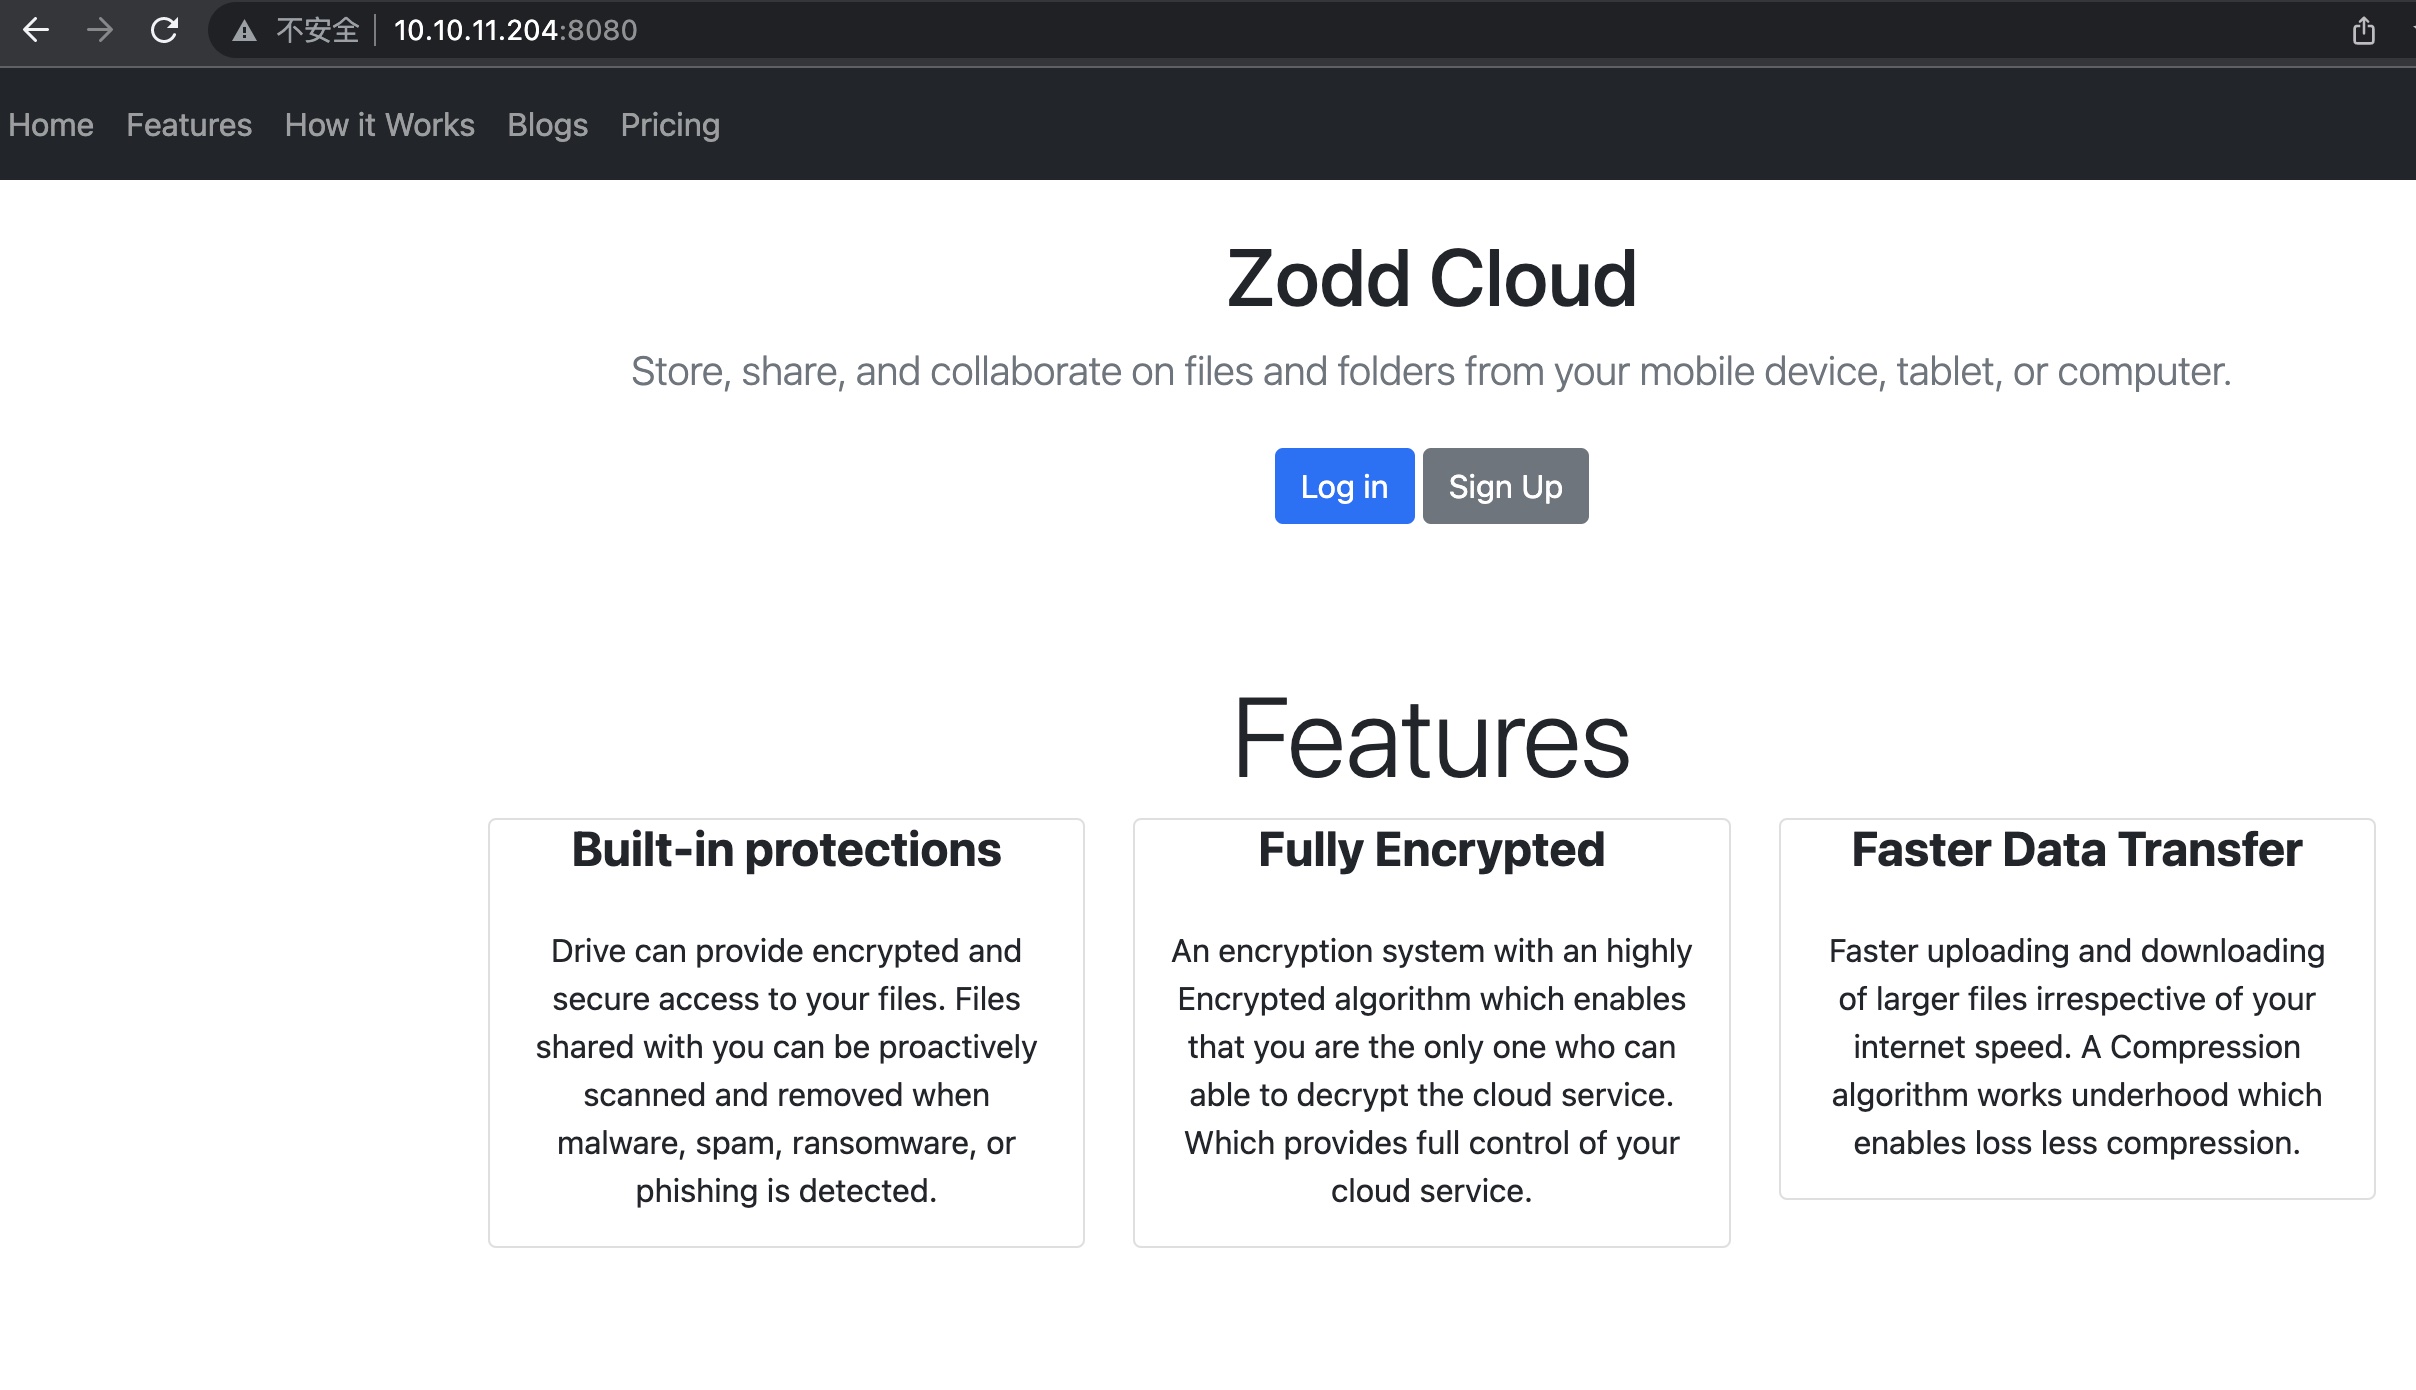 不安全 10.10.11.204:8080
Home Features How it Works Blogs Pricing
Zodd Cloud
Store, share, and collaborate on files and folders from your mobile device, tablet, or computer.
Log in Sign Up
Features
Built-in protections
Drive can provide encrypted and
secure access to your files. Files
shared with you can be proactively
scanned and removed when
malware, spam, ransomware, or
phishing is detected.
Fully Encrypted
An encryption system with an highly
Encrypted algorithm which enables
that you are the only one who can
able to decrypt the cloud service.
Which provides full control of your
cloud service.
Faster Data Transfer
Faster uploading and downloading
of larger files irrespective of your
internet speed. A Compression
algorithm works underhood which
enables loss less compression.